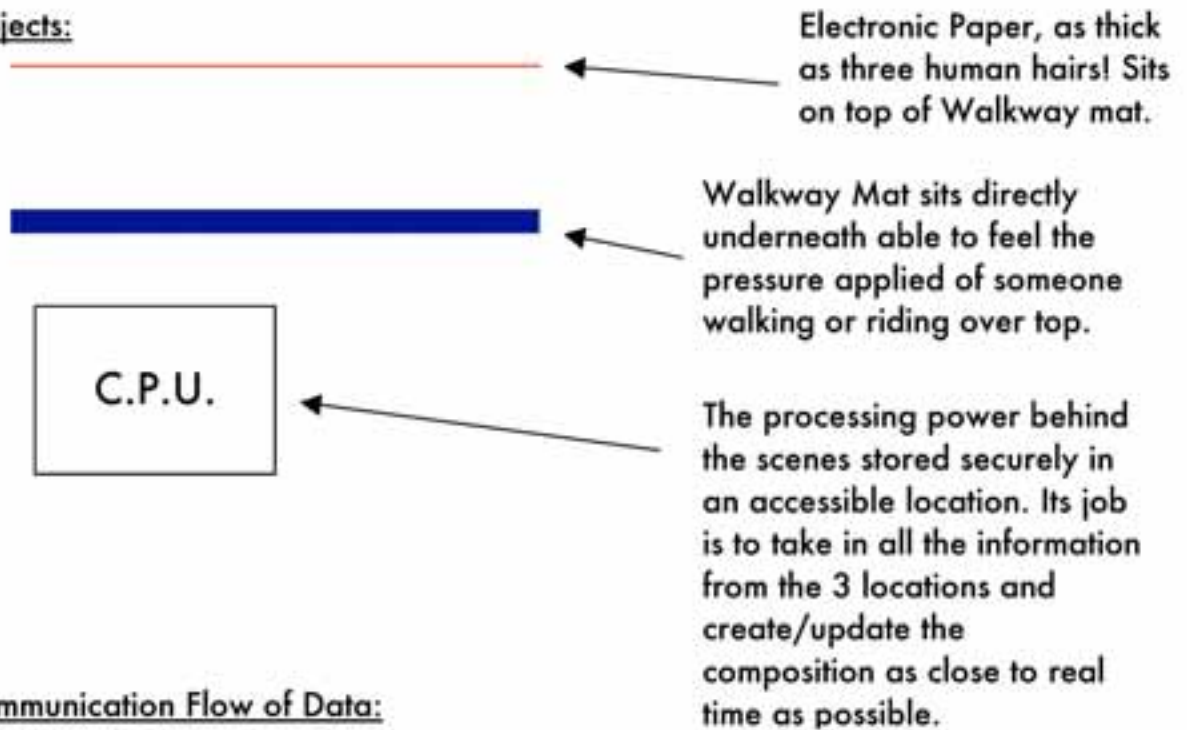 jects:
Electronic Paper, as thick
as three human hairs! Sits
on top of Walkway mat.
Walkway Mat sits directly
underneath able to feel the
pressure applied of someone
walking or riding over top.
C.P.U.
The processing power behind
the scenes stored securely in
an accessible location. Its job
is to take in all the information
from the 3 locations and
create/update the
composition as close to real
time as possible.
mmunication Flow of Data: